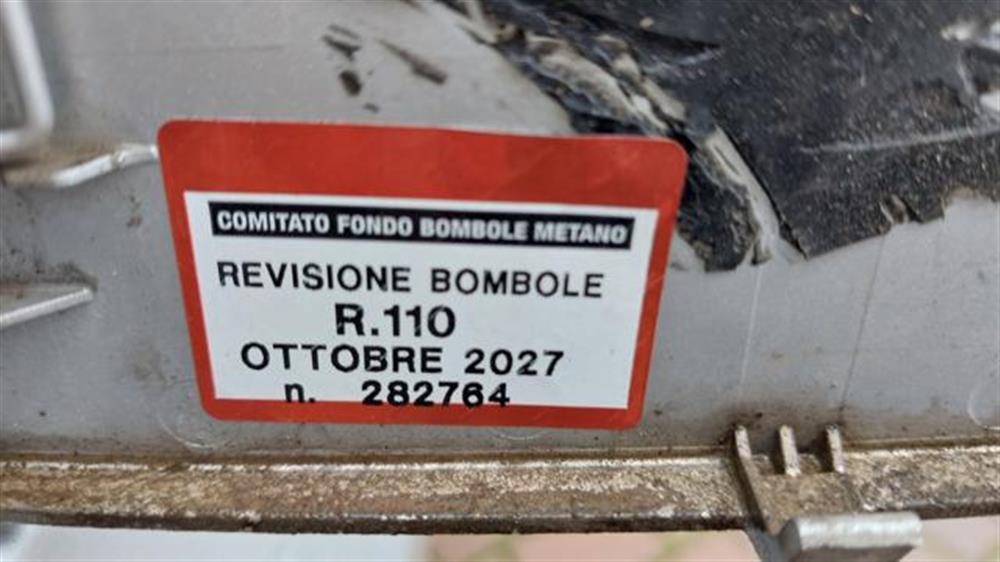 COMITATO FONDO BOMBOLE METANO
REVISIONE BOMBOLE
R.110
OTTOBRE 2027
n. 282764